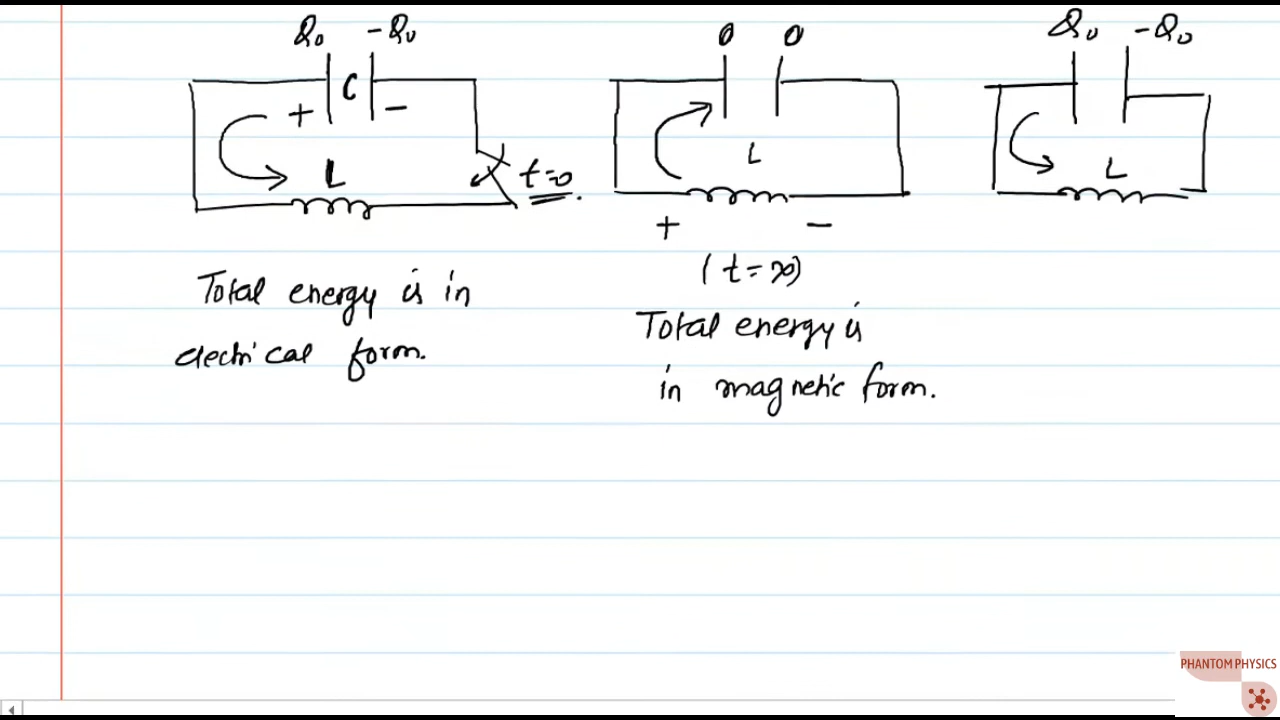 Q₀ -Q₀
C
+ -
L
t=0
0 0
L
+ -
(t=∞)
Q₀ -Q₀
L
Total energy is in
electrical form.
Total energy is
in magnetic form.
PHANTOM PHYSICS